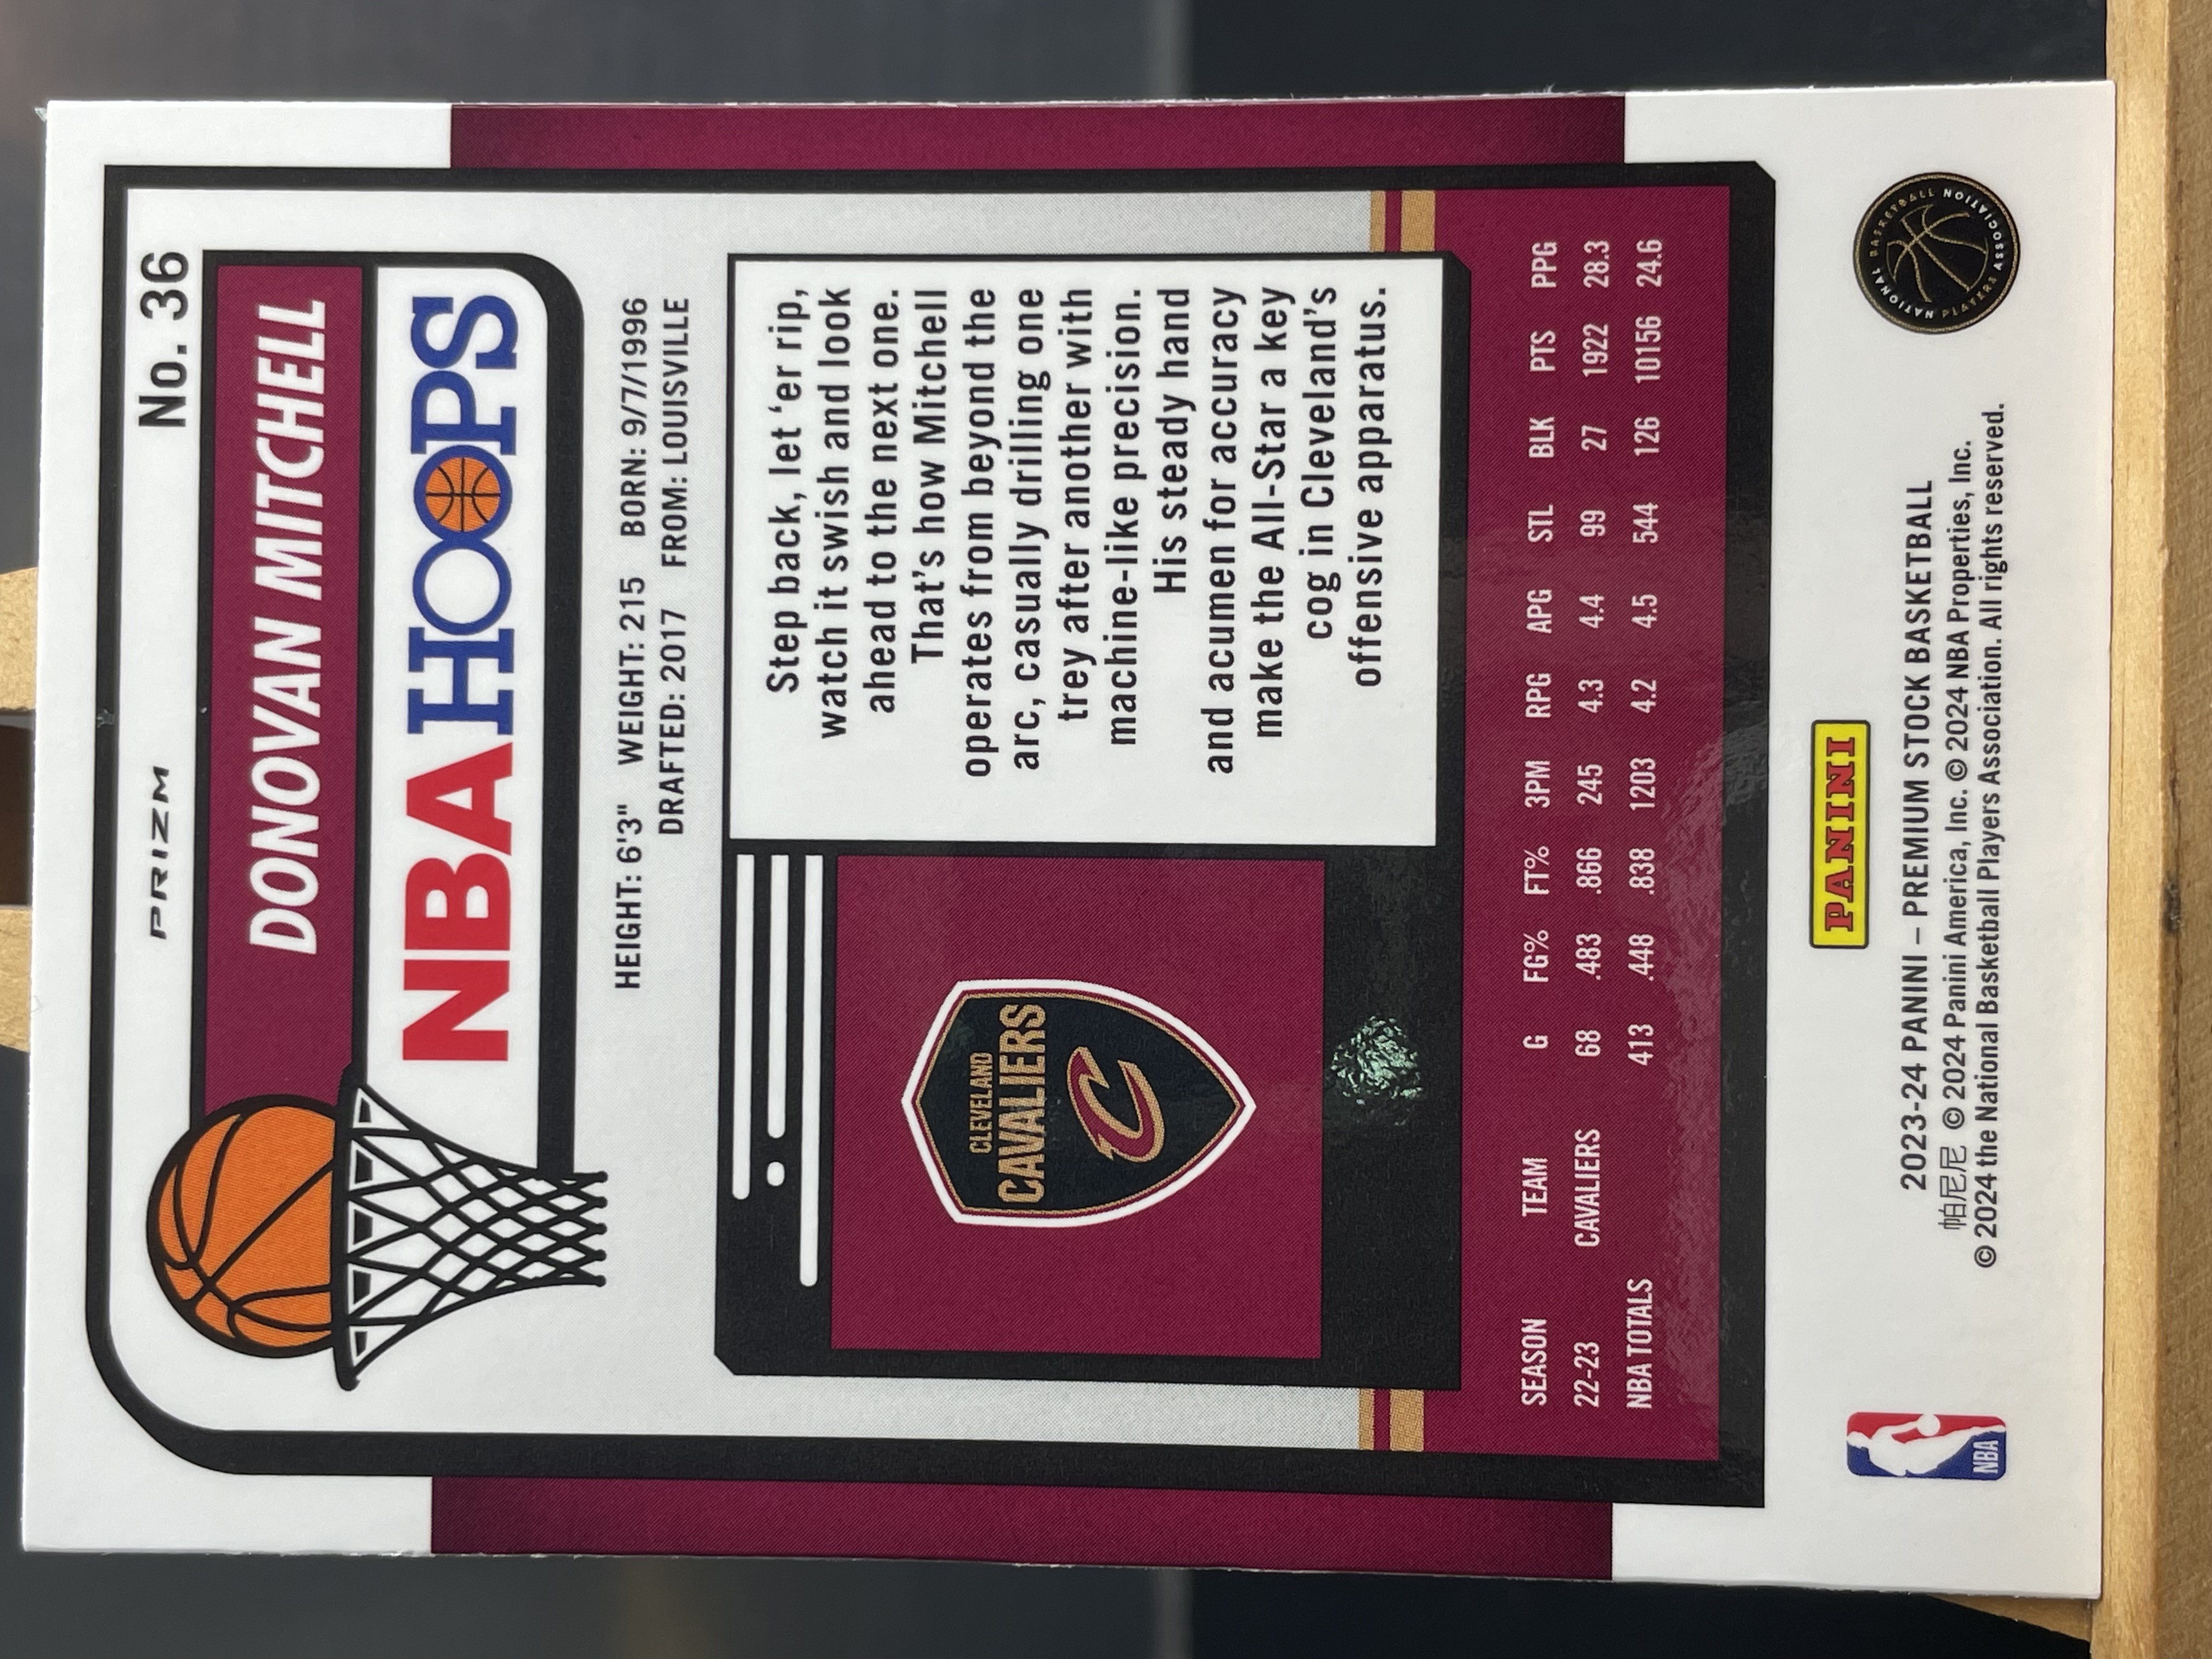 PRIZM
No. 36
DONOVAN MITCHELL
NBA HOOPS
HEIGHT: 6'3" WEIGHT: 215 BORN: 9/7/1996
DRAFTED: 2017 FROM: LOUISVILLE
CLEVELAND
CAVALIERS
C
Step back, let ‘er rip,
watch it swish and look
ahead to the next one.
That’s how Mitchell
operates from beyond the
arc, casually drilling one
trey after another with
machine-like precision.
His steady hand
and acumen for accuracy
make the All-Star a key
cog in Cleveland’s
offensive apparatus.
SEASON TEAM G FG% FT% 3PM RPG APG STL BLK PTS PPG
22-23 CAVALIERS 68 .483 .866 245 4.3 4.4 99 27 1922 28.3
NBA TOTALS 413 .448 .838 1203 4.2 4.5 544 126 10156 24.6
PANINI
NBA
2023-24 PANINI – PREMIUM STOCK BASKETBALL
帕尼尼 © 2024 Panini America, Inc. © 2024 NBA Properties, Inc.
© 2024 the National Basketball Players Association. All rights reserved.
NATIONAL BASKETBALL
PLAYERS ASSOCIATION